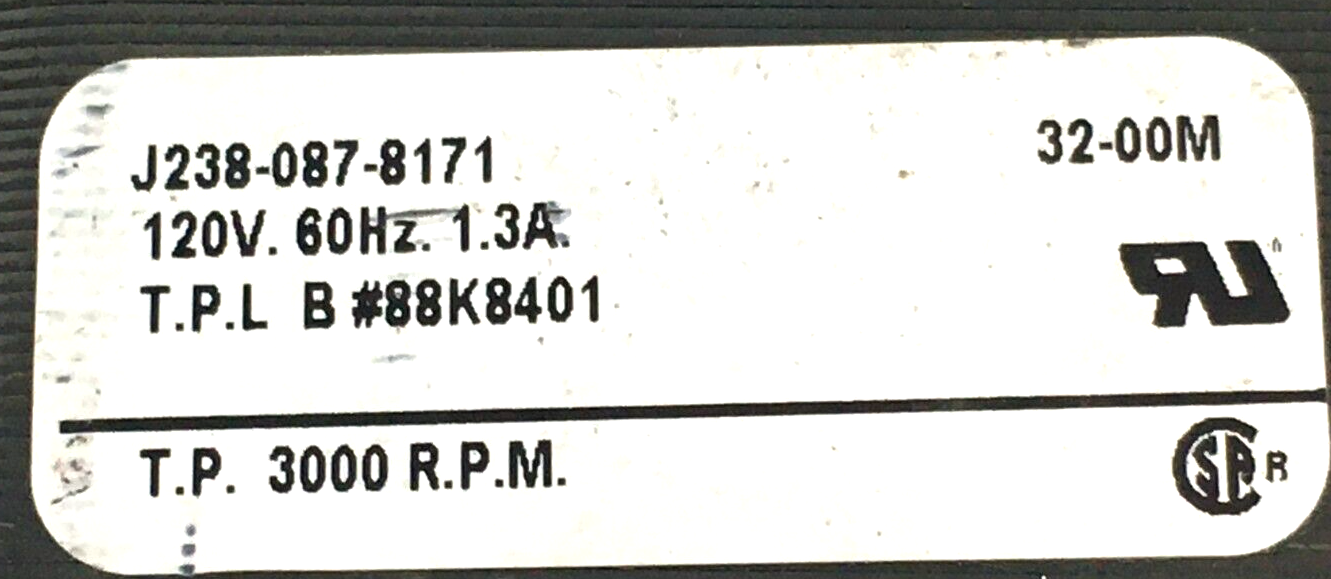 J238-087-8171
32-00M
120V. 60Hz. 1.3A.
T.P.L B #88K8401
T.P. 3000 R.P.M.